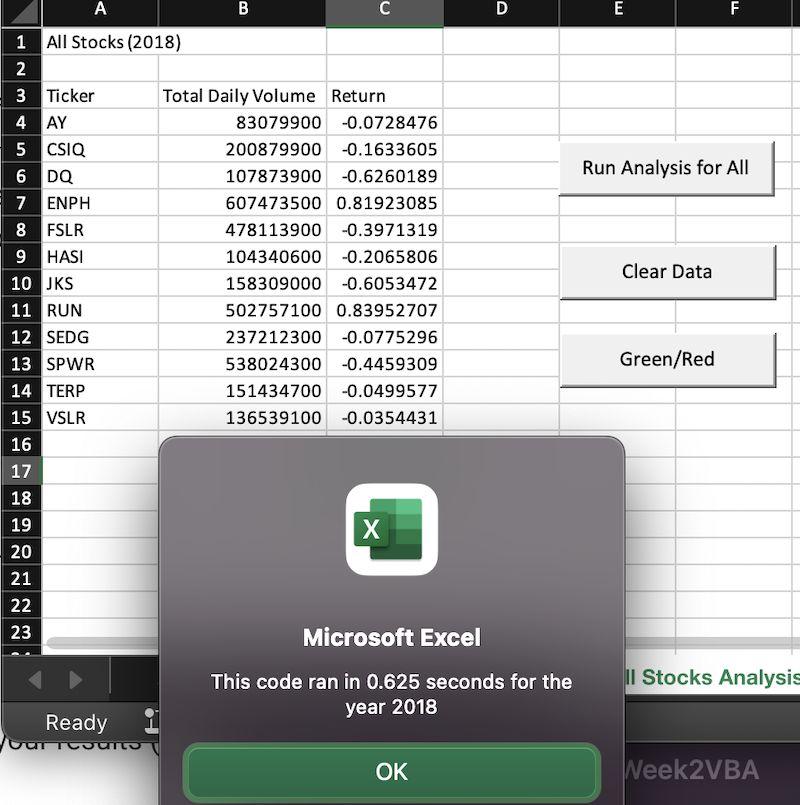 A B C D E F
1 All Stocks (2018)
2
3 Ticker Total Daily Volume Return
4 AY 83079900 -0.0728476
5 CSIQ 200879900 -0.1633605
6 DQ 107873900 -0.6260189
7 ENPH 607473500 0.81923085
8 FSLR 478113900 -0.3971319
9 HASI 104340600 -0.2065806
10 JKS 158309000 -0.6053472
11 RUN 502757100 0.83952707
12 SEDG 237212300 -0.0775296
13 SPWR 538024300 -0.4459309
14 TERP 151434700 -0.0499577
15 VSLR 136539100 -0.0354431
Run Analysis for All
Clear Data
Green/Red
16
17
18
19
20
21
22
23
X
Microsoft Excel
This code ran in 0.625 seconds for the
year 2018
OK
ll Stocks Analysis
Ready
your results (
Week2VBA